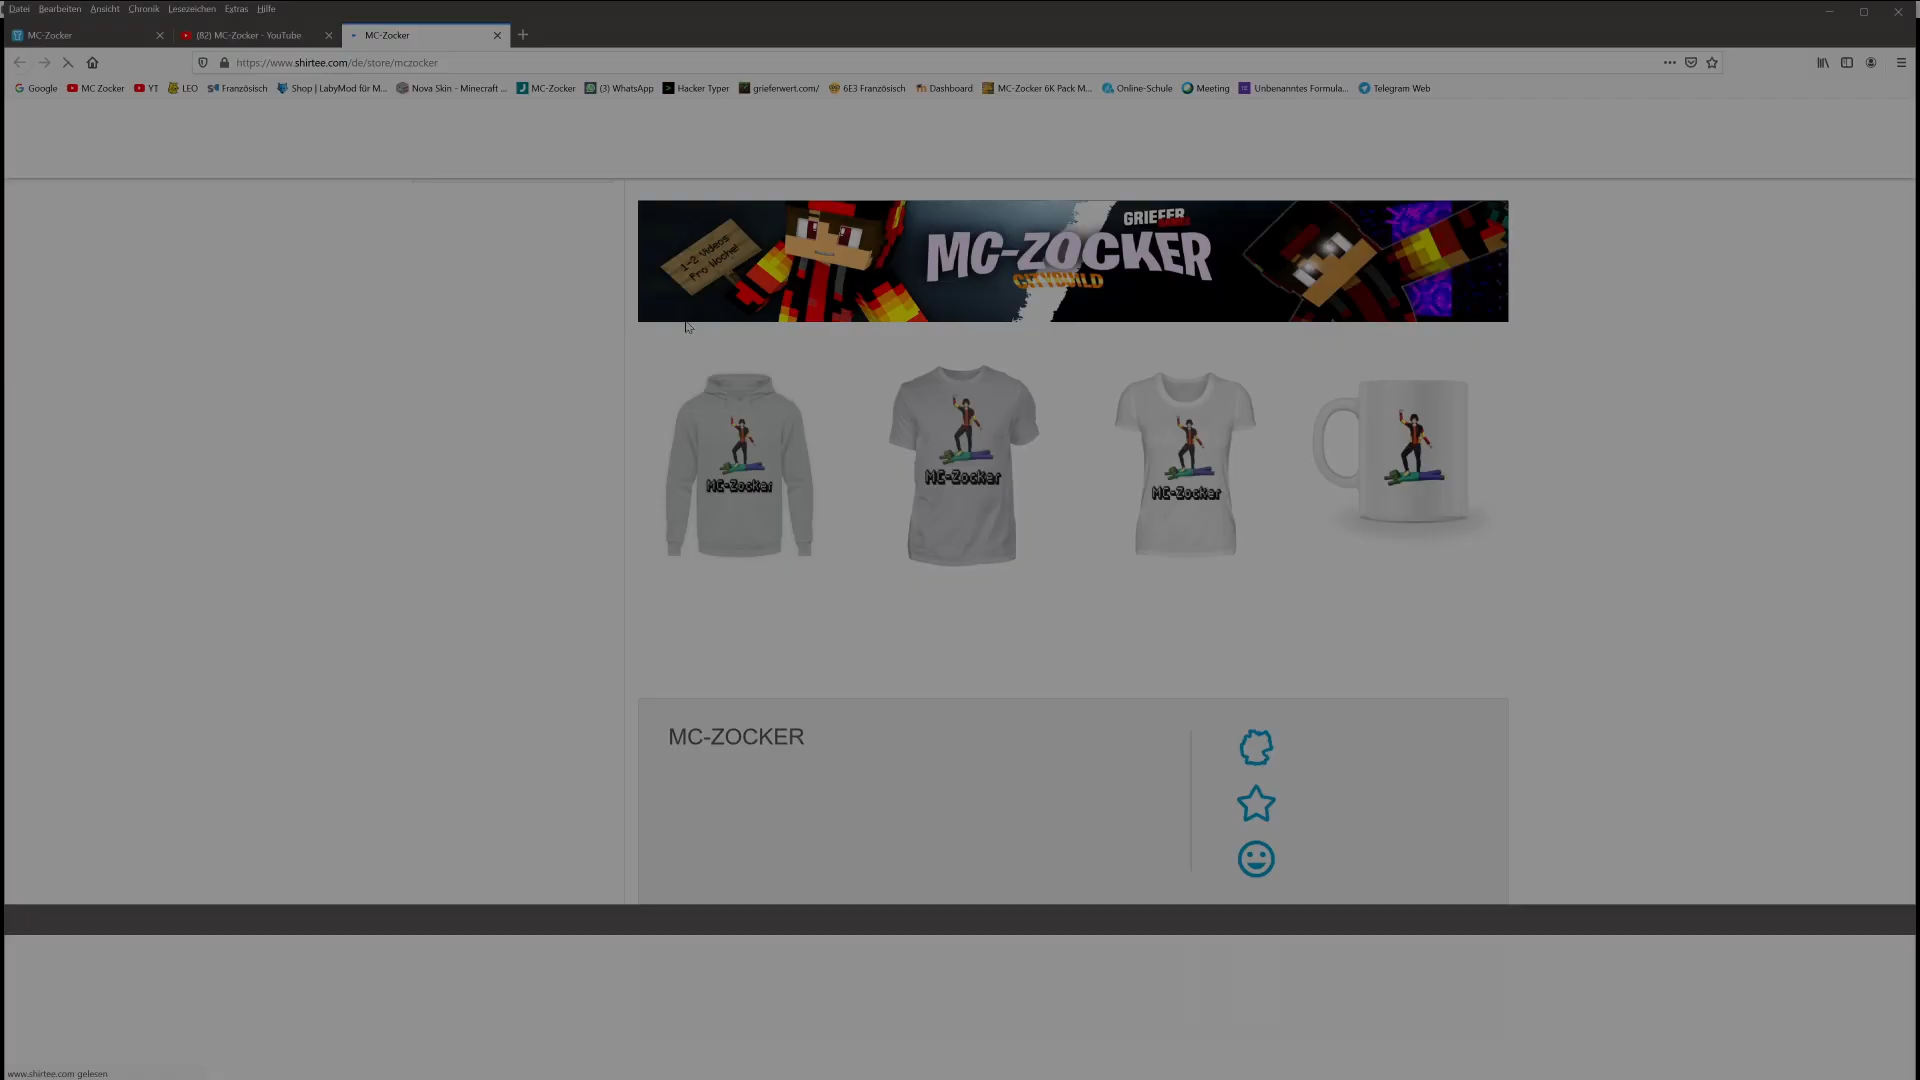 Datei Bearbeiten Ansicht Chronik Lesezeichen Extras Hilfe
MC-Zocker (82) MC-Zocker - YouTube MC-Zocker
https://www.shirtee.com/de/store/mczocker
Google MC Zocker YT LEO Französisch Shop | LabyMod für M... Nova Skin - Minecraft ... MC-Zocker (3) WhatsApp Hacker Typer grieferwert.com/ 6E3 Französisch Dashboard MC-Zocker 6K Pack M... Online-Schule Meeting Unbenanntes Formula... Telegram Web
1-2 Videos
Pro Woche!
GRIEFER
GAMES
MC-ZOCKER
CITYBUILD
MC-Zocker MC-Zocker MC-Zocker
MC-ZOCKER
www.shirtee.com gelesen